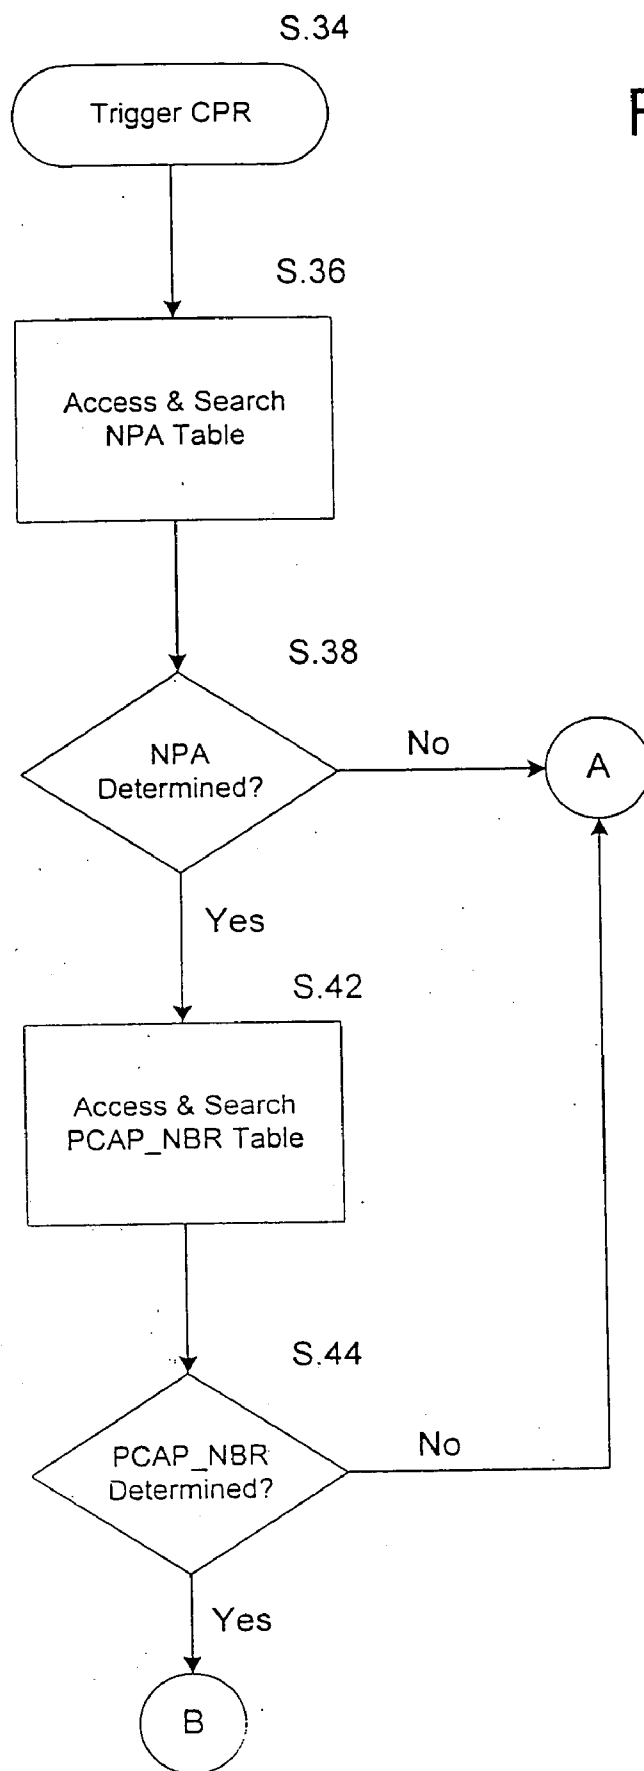 S.34
Trigger CPR
S.36
Access & Search
NPA Table
S.38
NPA
Determined?
No
A
Yes
S.42
Access & Search
PCAP_NBR Table
S.44
PCAP_NBR
Determined?
No
Yes
B